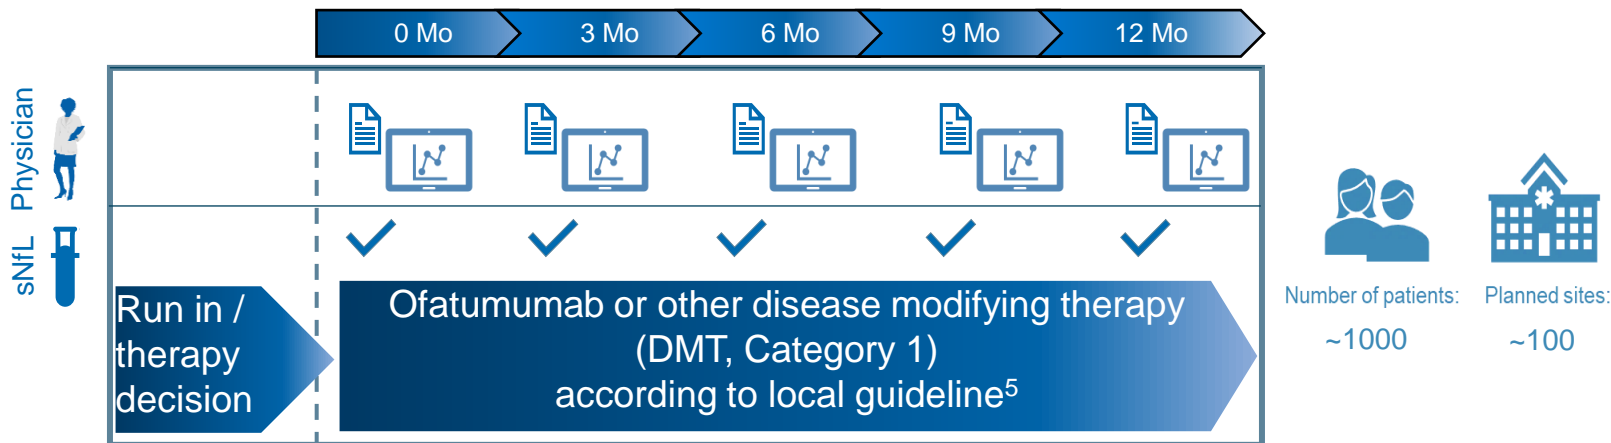 0 Mo
3 Mo
6 Mo
9 Mo
12 Mo
Physician
sNfL
Run in /
therapy
decision
Ofatumumab or other disease modifying therapy
(DMT, Category 1)
according to local guideline⁵
Number of patients:
~1000
Planned sites:
~100